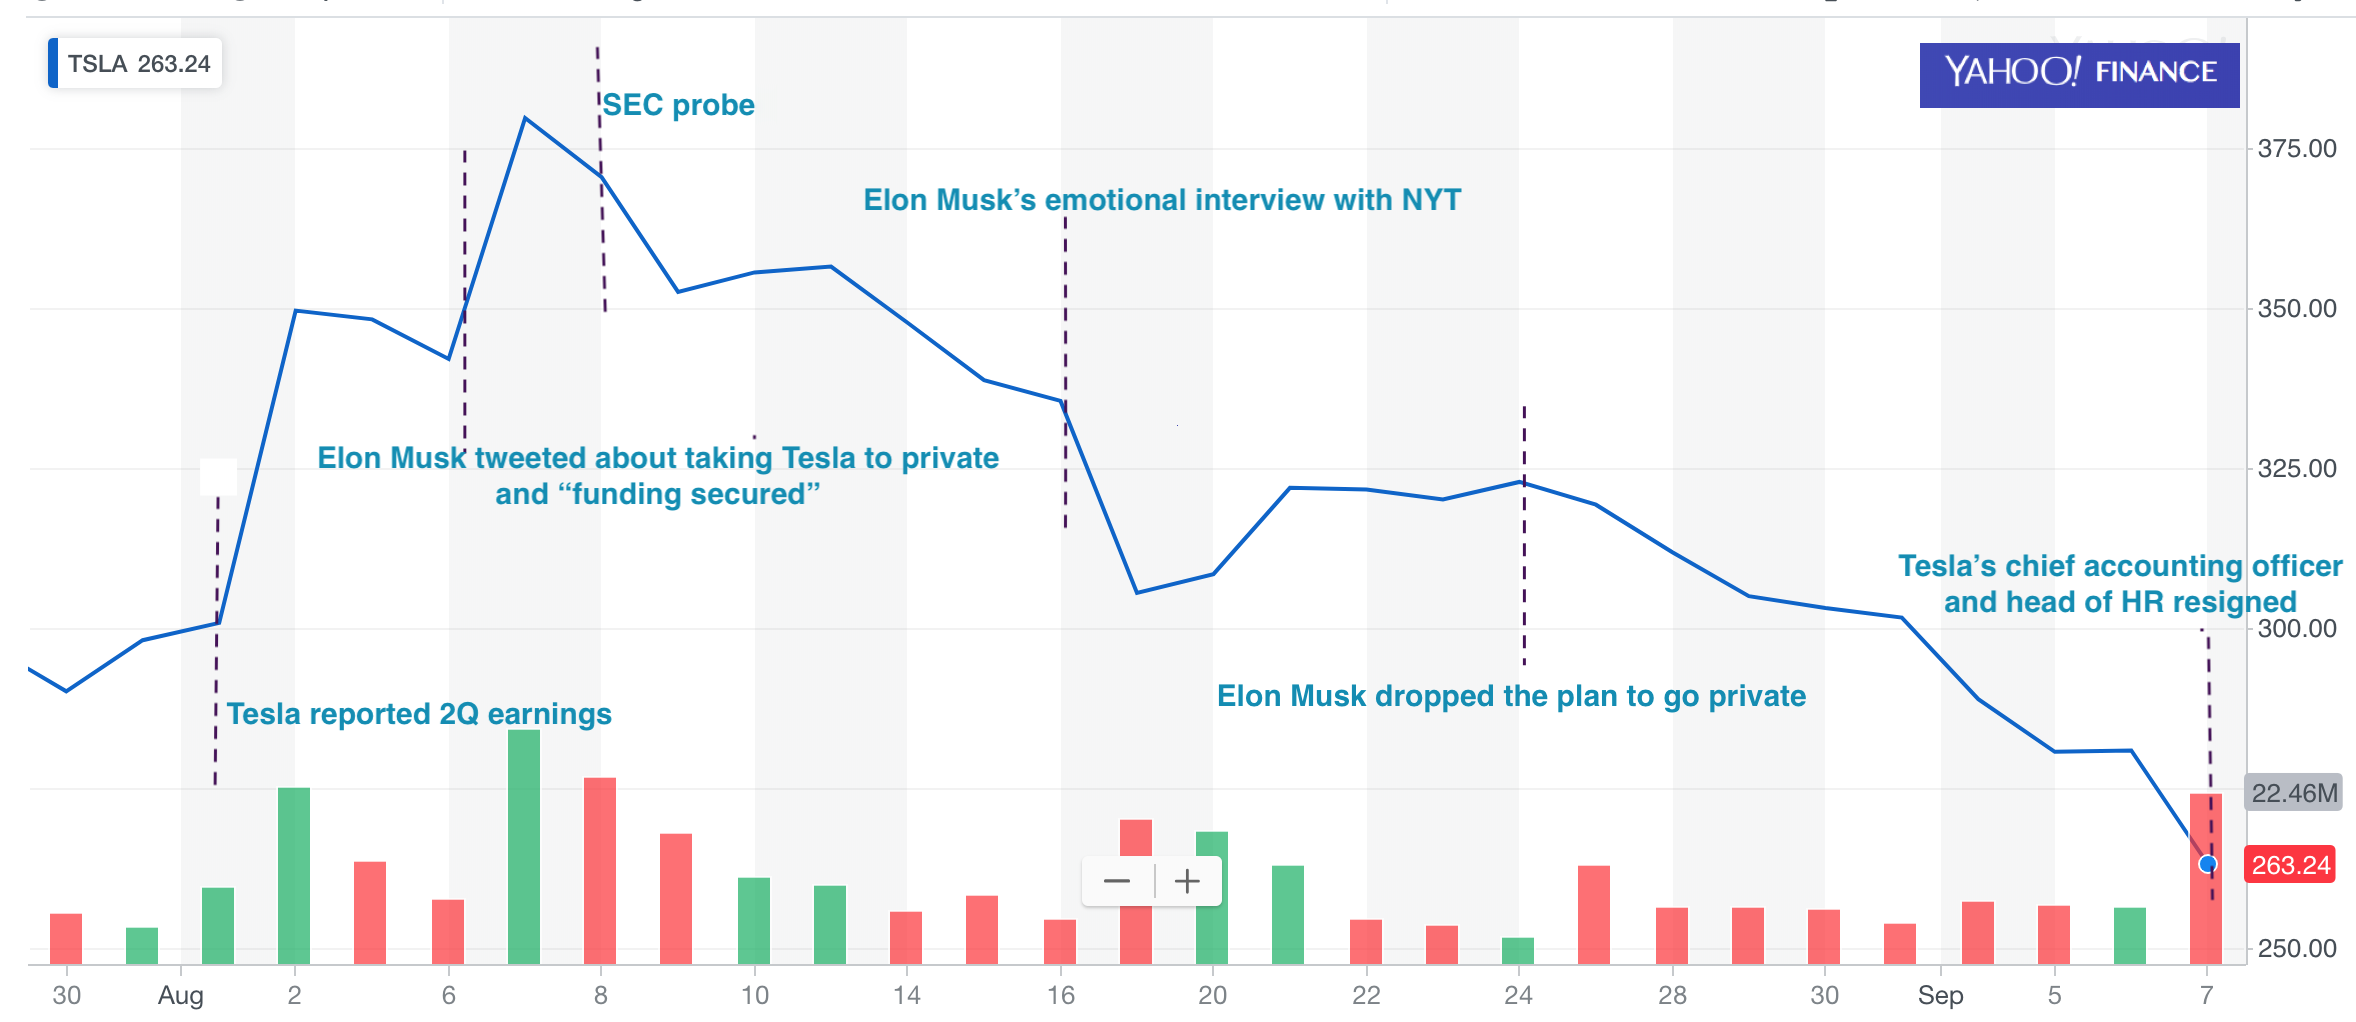 TSLA 263.24
YAHOO! FINANCE
SEC probe
375.00
Elon Musk’s emotional interview with NYT
350.00
Elon Musk tweeted about taking Tesla to private
and “funding secured”
325.00
Tesla’s chief accounting officer
and head of HR resigned
300.00
Elon Musk dropped the plan to go private
Tesla reported 2Q earnings
22.46M
263.24
250.00
30 Aug 2 6 8 10 14 16 20 22 24 28 30 Sep 5 7